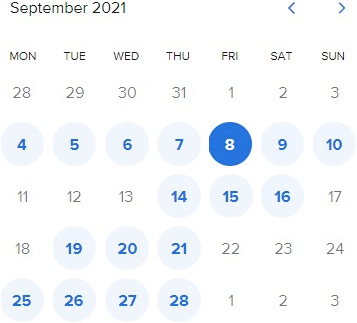 September 2021
MON TUE WED THU FRI SAT SUN
28 29 30 31 1 2 3
4 5 6 7 8 9 10
11 12 13 14 15 16 17
18 19 20 21 22 23 24
25 26 27 28 1 2 3